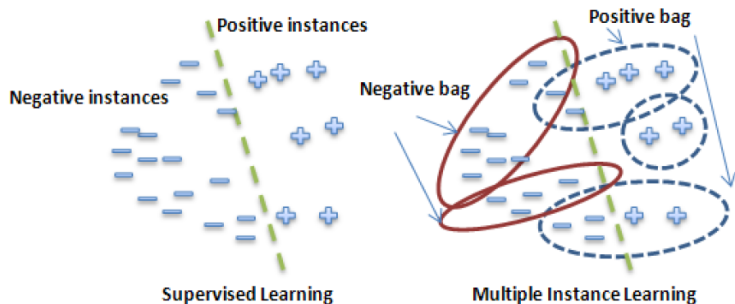 Positive instances
Negative instances
Supervised Learning
Positive bag
Negative bag
Multiple Instance Learning